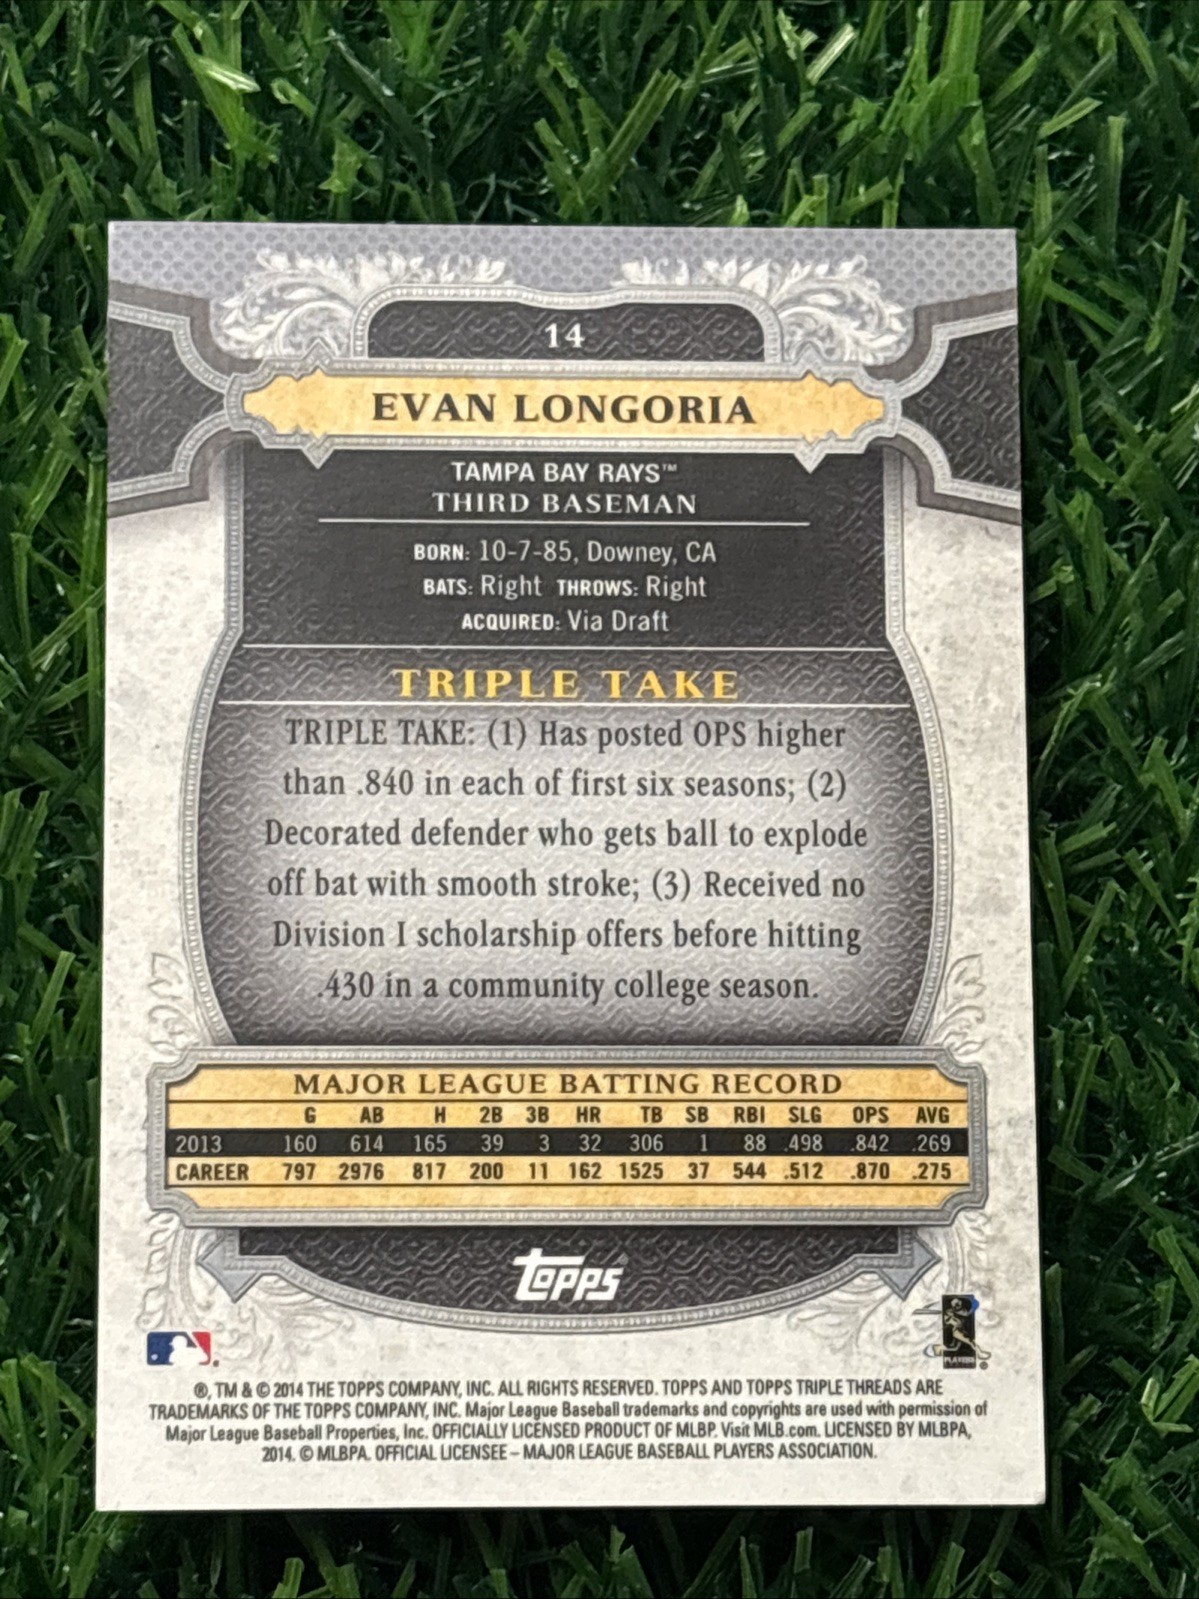 14
EVAN LONGORIA
TAMPA BAY RAYS™
THIRD BASEMAN
BORN: 10-7-85, Downey, CA
BATS: Right THROWS: Right
ACQUIRED: Via Draft
TRIPLE TAKE
TRIPLE TAKE: (1) Has posted OPS higher
than .840 in each of first six seasons; (2)
Decorated defender who gets ball to explode
off bat with smooth stroke; (3) Received no
Division I scholarship offers before hitting
.430 in a community college season.
MAJOR LEAGUE BATTING RECORD
G AB H 2B 3B HR TB SB RBI SLG OPS AVG
2013 160 614 165 39 3 32 306 1 88 .498 .842 .269
CAREER 797 2976 817 200 11 162 1525 37 544 .512 .870 .275
topps
PLAYERS
®, TM & © 2014 THE TOPPS COMPANY, INC. ALL RIGHTS RESERVED. TOPPS AND TOPPS TRIPLE THREADS ARE
TRADEMARKS OF THE TOPPS COMPANY, INC. Major League Baseball trademarks and copyrights are used with permission of
Major League Baseball Properties, Inc. OFFICIALLY LICENSED PRODUCT OF MLBP. Visit MLB.com. LICENSED BY MLBPA,
2014. © MLBPA. OFFICIAL LICENSEE – MAJOR LEAGUE BASEBALL PLAYERS ASSOCIATION.